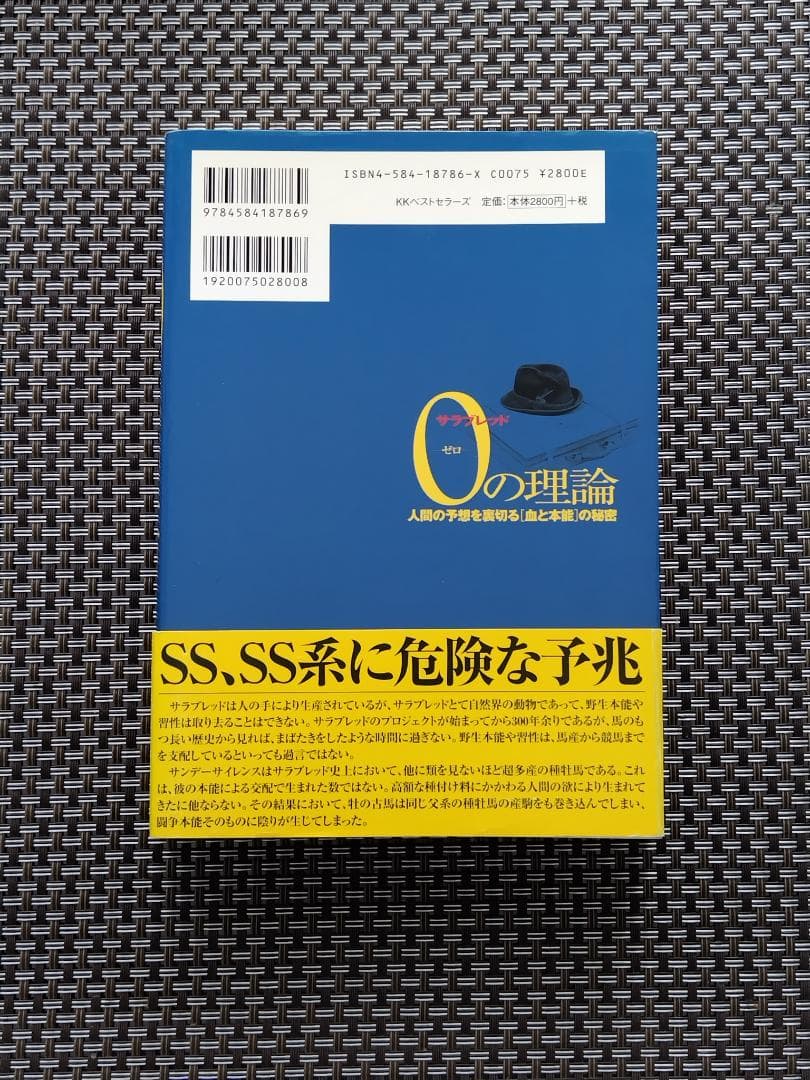 ISBN4-584-18786-X C0075 ¥2800E
KKベストセラーズ 定価:本体2800円+税
9784584187869
1920075028008
サラブレッド
ゼロ
0の理論
人間の予想を裏切る[血と本能]の秘密
SS、SS系に危険な予兆
サラブレッドは人の手により生産されているが、サラブレッドとて自然界の動物であって、野生本能や
習性は取り去ることはできない。サラブレッドのプロジェクトが始まってから300年余りであるが、馬のも
つ長い歴史から見れば、まばたきをしたような時間に過ぎない。野生本能や習性は、馬産から競馬まで
を支配しているといっても過言ではない。
サンデーサイレンスはサラブレッド史上において、他に類を見ないほど超多産の種牡馬である。これ
は、彼の本能による交配で生まれた数ではない。高額な種付け料にかかわる人間の欲により生まれて
きたに他ならない。その結果において、牡の古馬は同じ父系の種牡馬の産駒をも巻き込んでしまい、
闘争本能そのものに陰りが生じてしまった。